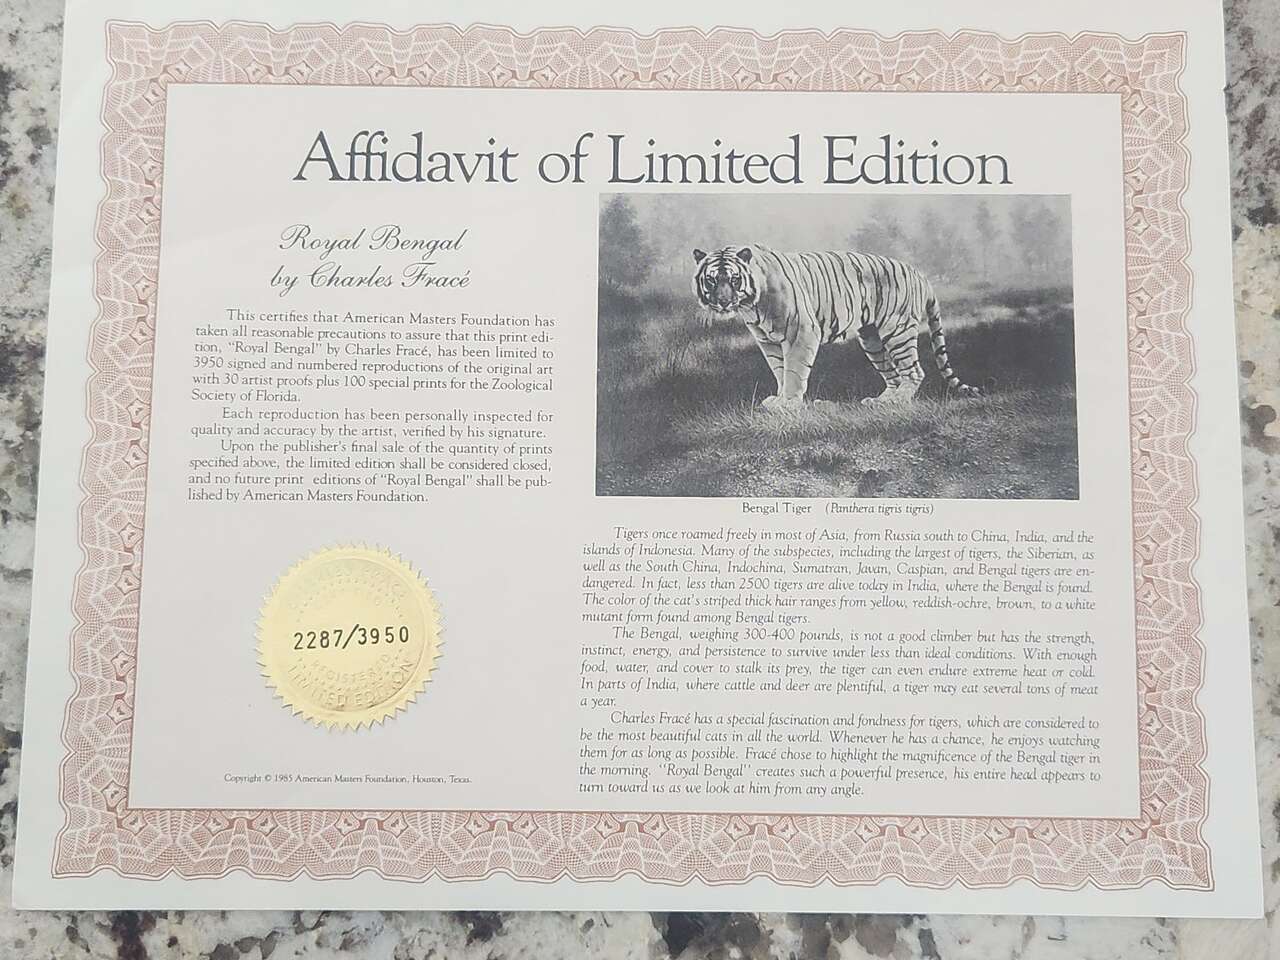 Affidavit of Limited Edition
Royal Bengal
by Charles Fracé
This certifies that American Masters Foundation has
taken all reasonable precautions to assure that this print edi-
tion, "Royal Bengal" by Charles Fracé, has been limited to
3950 signed and numbered reproductions of the original art
with 30 artist proofs plus 100 special prints for the Zoological
Society of Florida.
Each reproduction has been personally inspected for
quality and accuracy by the artist, verified by his signature.
Upon the publisher's final sale of the quantity of prints
specified above, the limited edition shall be considered closed,
and no future print editions of "Royal Bengal" shall be pub-
lished by American Masters Foundation.
2287/3950
REGISTERED
LIMITED EDITION
Copyright © 1985 American Masters Foundation, Houston, Texas.
Bengal Tiger (Panthera tigris tigris)
Tigers once roamed freely in most of Asia, from Russia south to China, India, and the
islands of Indonesia. Many of the subspecies, including the largest of tigers, the Siberian, as
well as the South China, Indochina, Sumatran, Javan, Caspian, and Bengal tigers are en-
dangered. In fact, less than 2500 tigers are alive today in India, where the Bengal is found.
The color of the cat's striped thick hair ranges from yellow, reddish-ochre, brown, to a white
mutant form found among Bengal tigers.
The Bengal, weighing 300-400 pounds, is not a good climber but has the strength,
instinct, energy, and persistence to survive under less than ideal conditions. With enough
food, water, and cover to stalk its prey, the tiger can even endure extreme heat or cold.
In parts of India, where cattle and deer are plentiful, a tiger may eat several tons of meat
a year.
Charles Fracé has a special fascination and fondness for tigers, which are considered to
be the most beautiful cats in all the world. Whenever he has a chance, he enjoys watching
them for as long as possible. Fracé chose to highlight the magnificence of the Bengal tiger in
the morning. "Royal Bengal" creates such a powerful presence, his entire head appears to
turn toward us as we look at him from any angle.